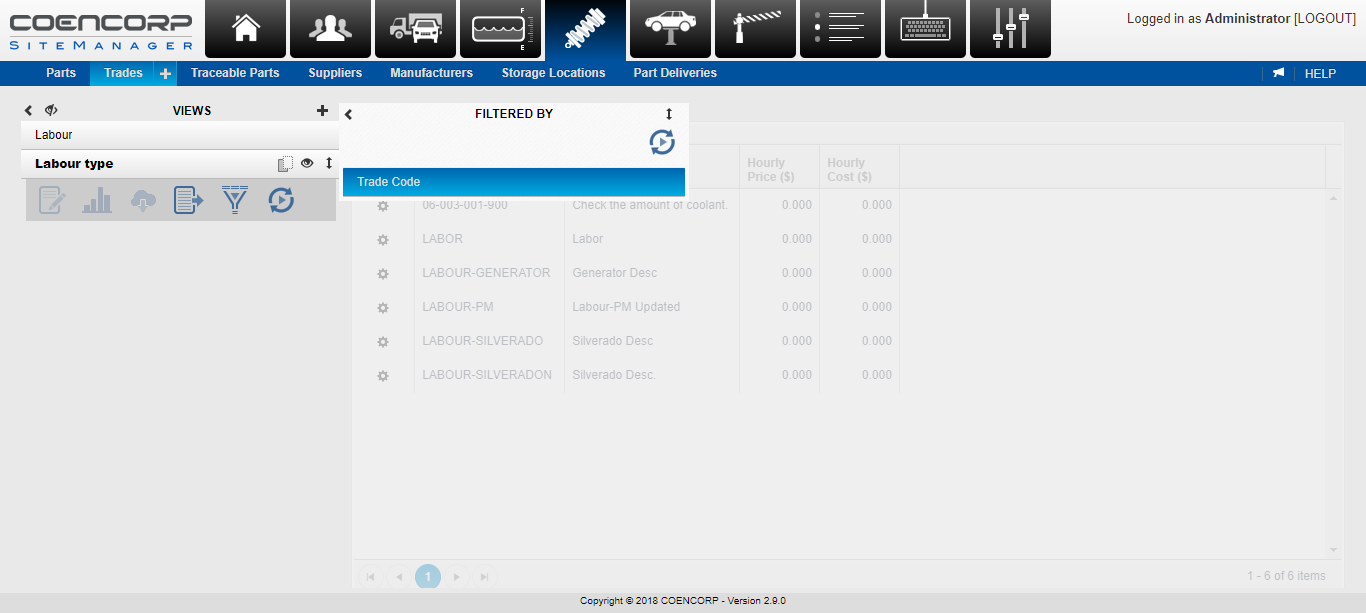 COENCORP
SITEMANAGER
F
E
Logged in as Administrator [LOGOUT]
Parts
Trades
Traceable Parts
Suppliers
Manufacturers
Storage Locations
Part Deliveries
HELP
VIEWS
Labour
Labour type
FILTERED BY
Trade Code
Hourly
Price ($)
Hourly
Cost ($)
06-003-001-900 Check the amount of coolant. 0.000 0.000
LABOR Labor 0.000 0.000
LABOUR-GENERATOR Generator Desc 0.000 0.000
LABOUR-PM Labour-PM Updated 0.000 0.000
LABOUR-SILVERADO Silverado Desc 0.000 0.000
LABOUR-SILVERADON Silverado Desc. 0.000 0.000
1
1 - 6 of 6 items
Copyright © 2018 COENCORP - Version 2.9.0